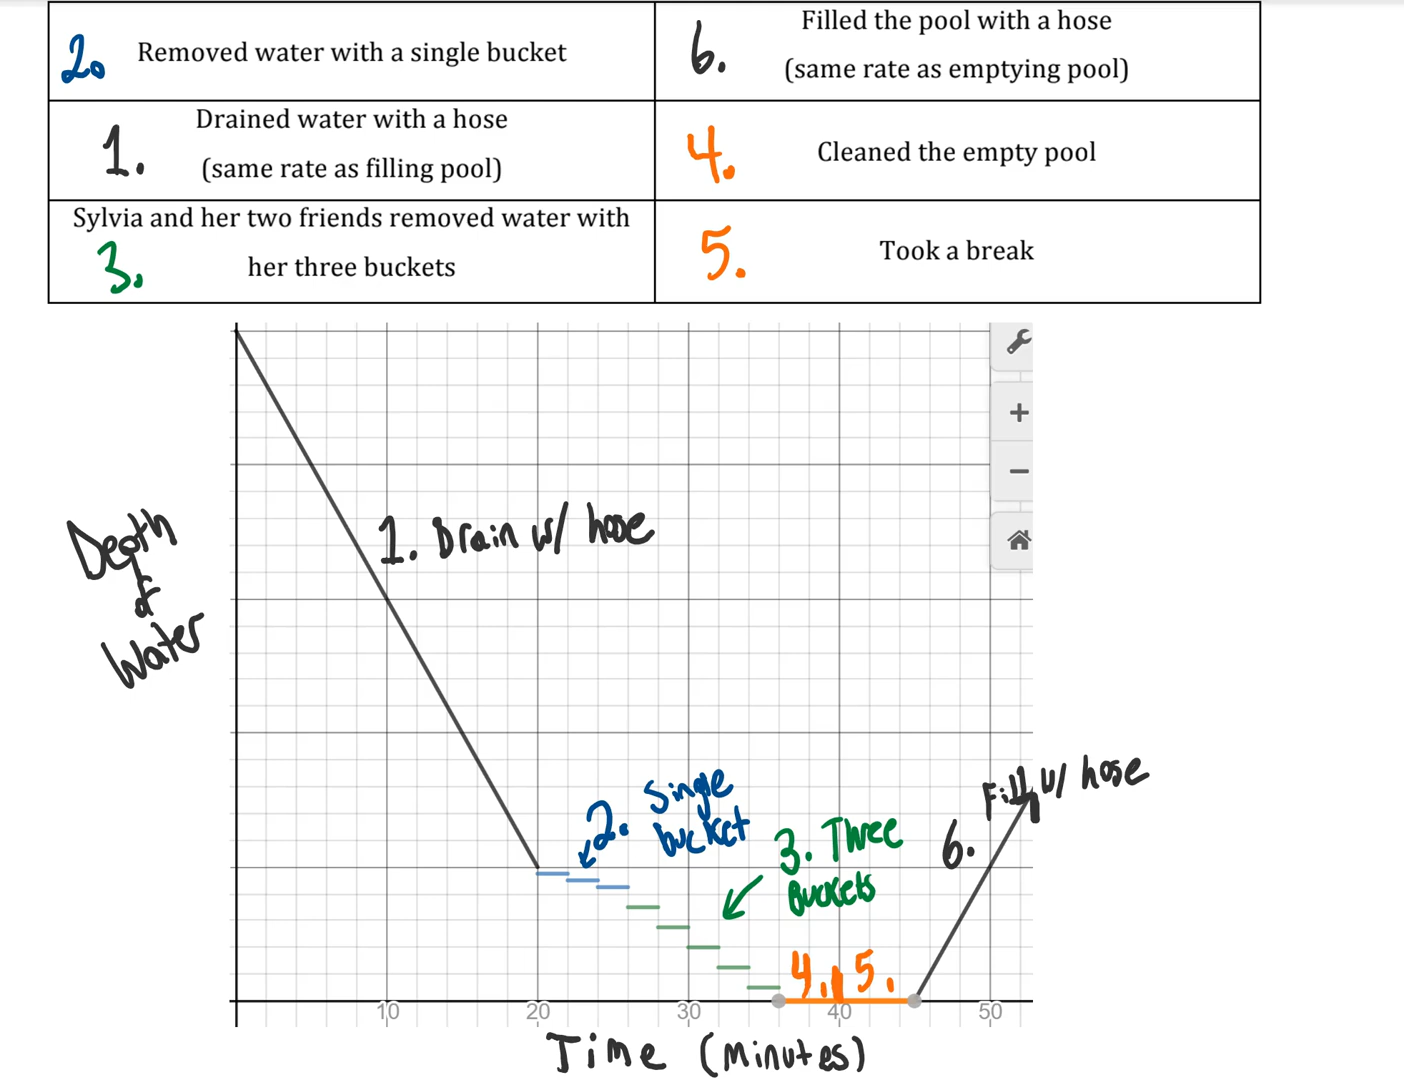 2. Removed water with a single bucket
6. Filled the pool with a hose
(same rate as emptying pool)
1. Drained water with a hose
(same rate as filling pool)
4. Cleaned the empty pool
Sylvia and her two friends removed water with
3. her three buckets
5. Took a break
Depth
of
Water
1. Drain w/ hose
2. Single
bucket
3. Three
Buckets
6. Fill w/ hose
4. 5.
10 20 30 40 50
Time (minutes)